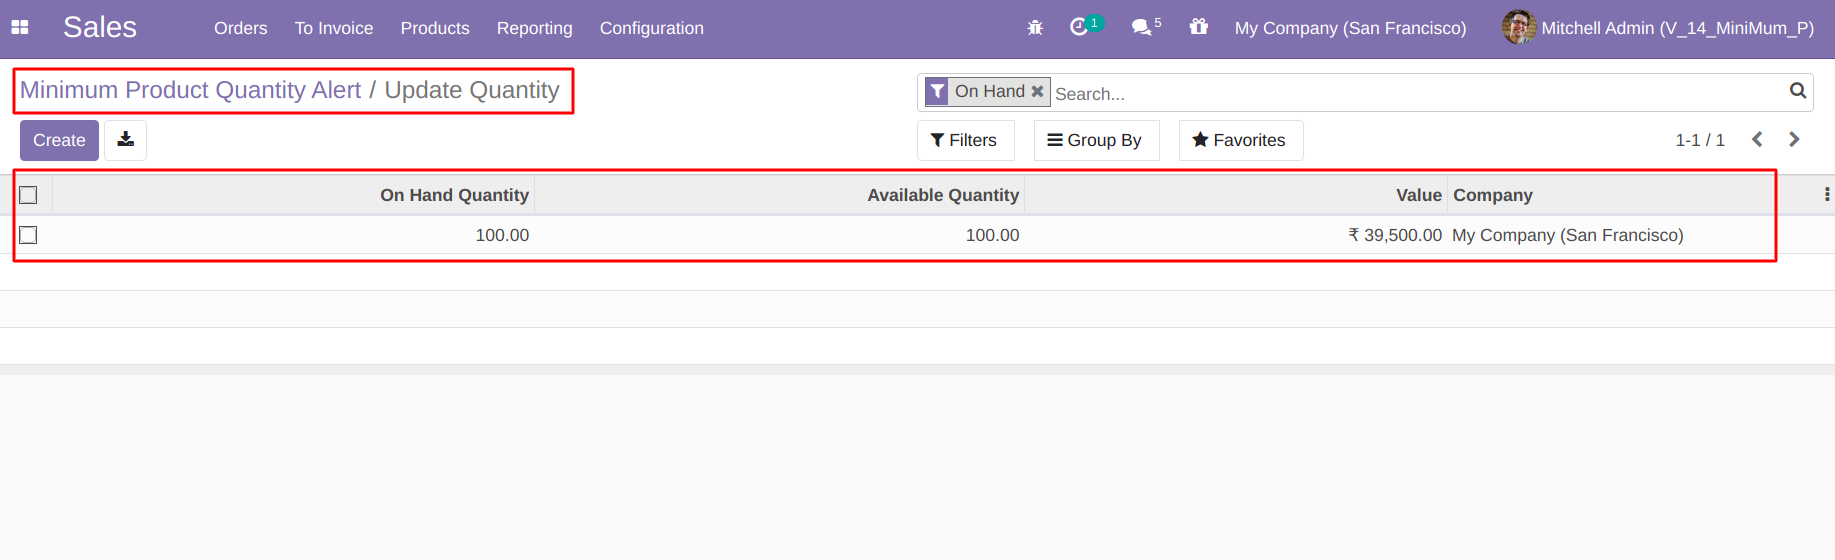 Sales Orders To Invoice Products Reporting Configuration 1 5 My Company (San Francisco) Mitchell Admin (V_14_MiniMum_P)
Minimum Product Quantity Alert / Update Quantity
On Hand Search...
Create Filters Group By Favorites 1-1 / 1
On Hand Quantity Available Quantity Value Company
100.00 100.00 ₹ 39,500.00 My Company (San Francisco)